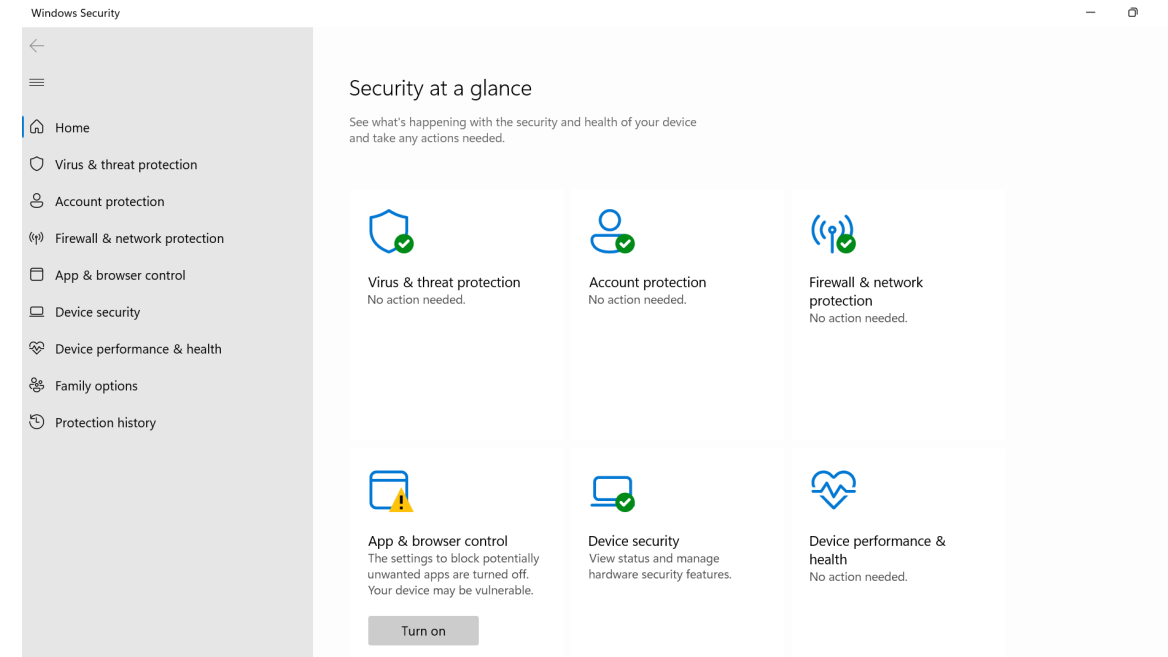 Windows Security
Home
Virus & threat protection
Account protection
Firewall & network protection
App & browser control
Device security
Device performance & health
Family options
Protection history
Security at a glance
See what's happening with the security and health of your device
and take any actions needed.
Virus & threat protection
No action needed.
Account protection
No action needed.
Firewall & network
protection
No action needed.
App & browser control
The settings to block potentially
unwanted apps are turned off.
Your device may be vulnerable.
Turn on
Device security
View status and manage
hardware security features.
Device performance &
health
No action needed.